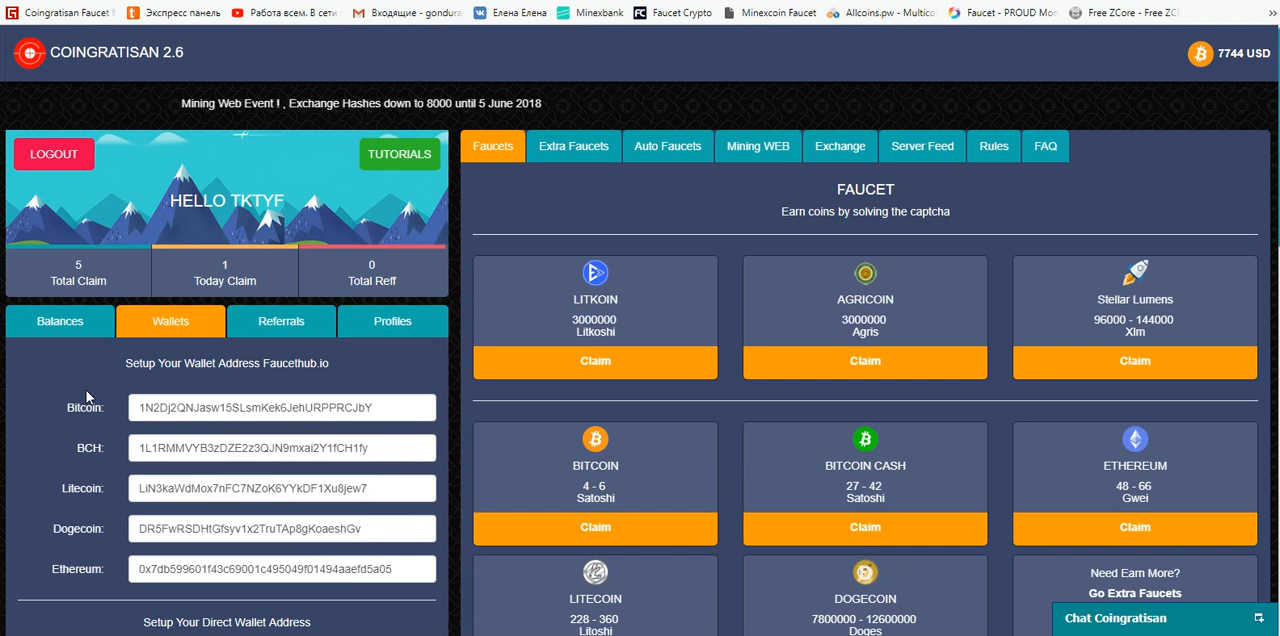 Coingratisan Faucet
Экспресс панель
Работа всем. В сети
Входящие - gondura
Елена Елена
Minexbank
Faucet Crypto
Minexcoin Faucet
Allcoins.pw - Multico
Faucet - PROUD Mon
Free ZCore - Free ZC
»
COINGRATISAN 2.6
7744 USD
Mining Web Event ! , Exchange Hashes down to 8000 until 5 June 2018
LOGOUT
TUTORIALS
HELLO TKTYF
5
Total Claim
1
Today Claim
0
Total Reff
Balances
Wallets
Referrals
Profiles
Setup Your Wallet Address Faucethub.io
Bitcoin: 1N2Dj2QNJasw15SLsmKek6JehURPPRCJbY
BCH: 1L1RMMVYB3zDZE2z3QJN9mxai2Y1fCH1fy
Litecoin: LiN3kaWdMox7nFC7NZoK6YYkDF1Xu8jew7
Dogecoin: DR5FwRSDHtGfsyv1x2TruTAp8gKoaeshGv
Ethereum: 0x7db599601f43c69001c495049f01494aaefd5a05
Setup Your Direct Wallet Address
Faucets
Extra Faucets
Auto Faucets
Mining WEB
Exchange
Server Feed
Rules
FAQ
FAUCET
Earn coins by solving the captcha
LITKOIN
3000000
Litkoshi
Claim
AGRICOIN
3000000
Agris
Claim
Stellar Lumens
96000 - 144000
Xlm
Claim
BITCOIN
4 - 6
Satoshi
Claim
BITCOIN CASH
27 - 42
Satoshi
Claim
ETHEREUM
48 - 66
Gwei
Claim
LITECOIN
228 - 360
Litoshi
DOGECOIN
7800000 - 12600000
Doges
Need Earn More?
Go Extra Faucets
Chat Coingratisan